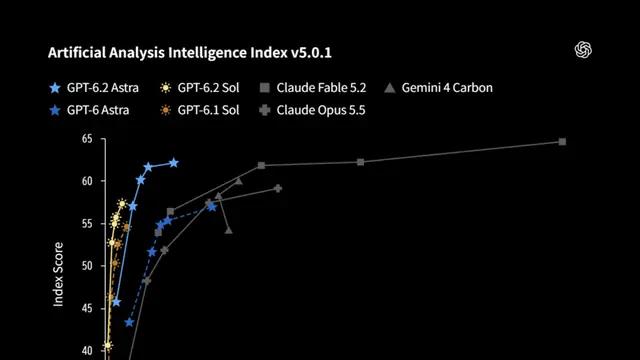 Artificial Analysis Intelligence Index v5.0.1
GPT-6.2 Astra GPT-6.2 Sol Claude Fable 5.2 Gemini 4 Carbon
GPT-6 Astra GPT-6.1 Sol Claude Opus 5.5
65
60
55
50
45
40
Index Score